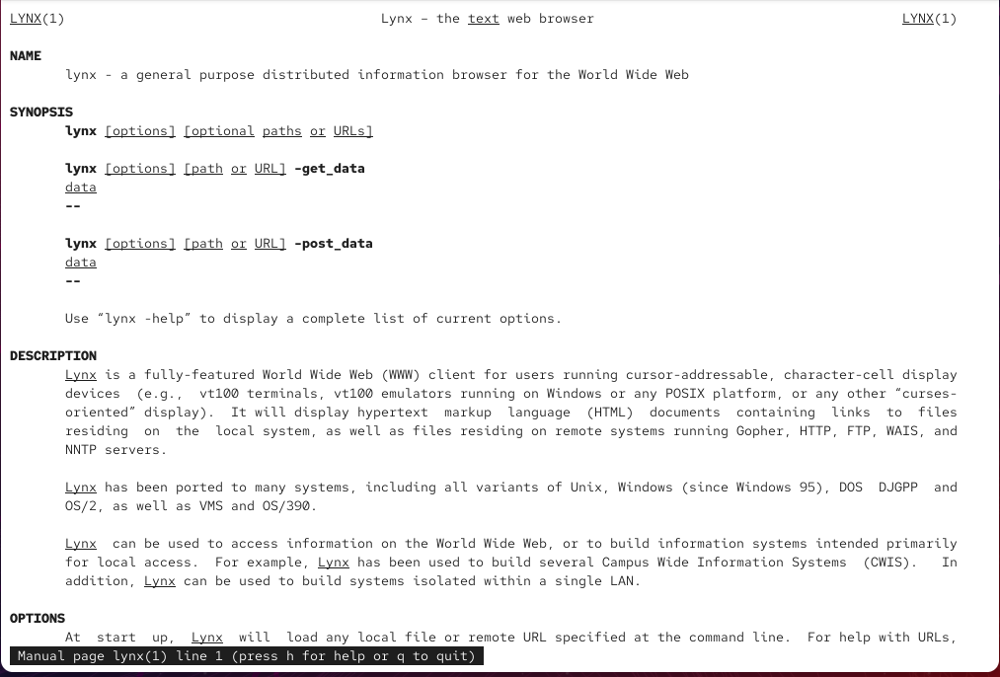 LYNX(1)                                        Lynx – the text web browser                                       LYNX(1)
NAME
lynx - a general purpose distributed information browser for the World Wide Web
SYNOPSIS
lynx [options] [optional paths or URLs]
lynx [options] [path or URL] -get_data
data
--
lynx [options] [path or URL] -post_data
data
--
Use “lynx -help” to display a complete list of current options.
DESCRIPTION
Lynx is a fully-featured World Wide Web (WWW) client for users running cursor-addressable, character-cell display
devices  (e.g.,  vt100 terminals, vt100 emulators running on Windows or any POSIX platform, or any other “curses-
oriented” display).  It will display hypertext  markup  language  (HTML)  documents  containing  links  to  files
residing  on  the  local system, as well as files residing on remote systems running Gopher, HTTP, FTP, WAIS, and
NNTP servers.
Lynx has been ported to many systems, including all variants of Unix, Windows (since Windows 95), DOS  DJGPP  and
OS/2, as well as VMS and OS/390.
Lynx  can be used to access information on the World Wide Web, or to build information systems intended primarily
for local access.  For example, Lynx has been used to build several Campus Wide Information Systems  (CWIS).   In
addition, Lynx can be used to build systems isolated within a single LAN.
OPTIONS
At  start  up,  Lynx  will  load any local file or remote URL specified at the command line.  For help with URLs,
Manual page lynx(1) line 1 (press h for help or q to quit)